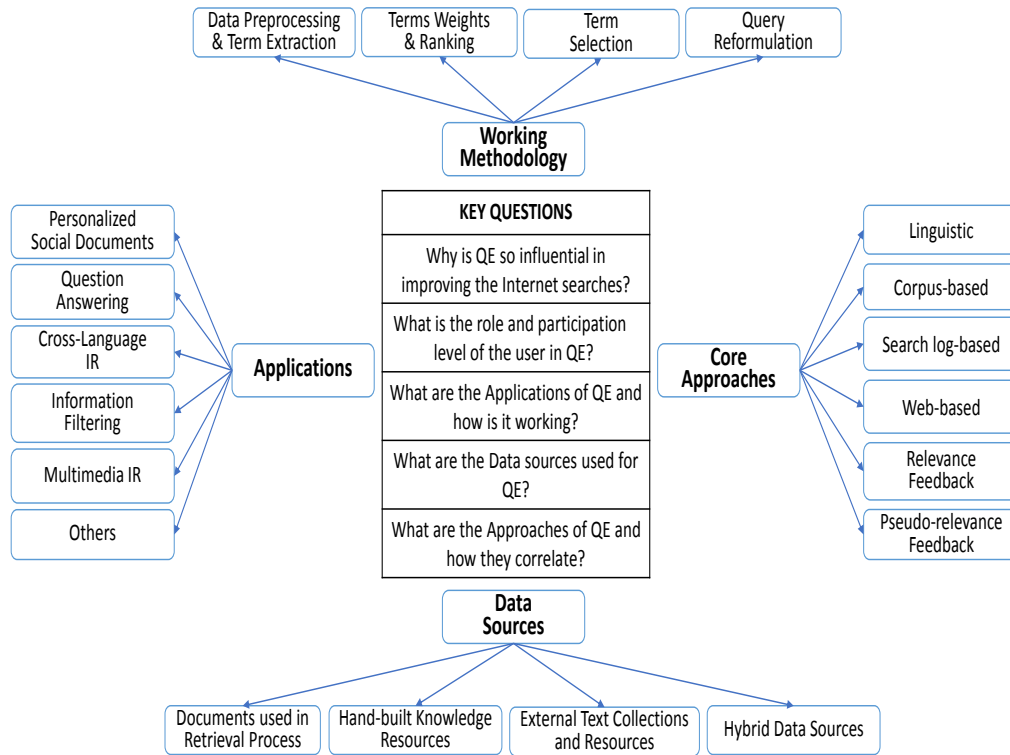 Data Preprocessing
& Term Extraction
Terms Weights
& Ranking
Term
Selection
Query
Reformulation
Working
Methodology
Personalized
Social Documents
Question
Answering
Cross-Language
IR
Information
Filtering
Multimedia IR
Others
Applications
KEY QUESTIONS
Why is QE so influential in
improving the Internet searches?
What is the role and participation
level of the user in QE?
What are the Applications of QE and
how is it working?
What are the Data sources used for
QE?
What are the Approaches of QE and
how they correlate?
Core
Approaches
Linguistic
Corpus-based
Search log-based
Web-based
Relevance
Feedback
Pseudo-relevance
Feedback
Data
Sources
Documents used in
Retrieval Process
Hand-built Knowledge
Resources
External Text Collections
and Resources
Hybrid Data Sources